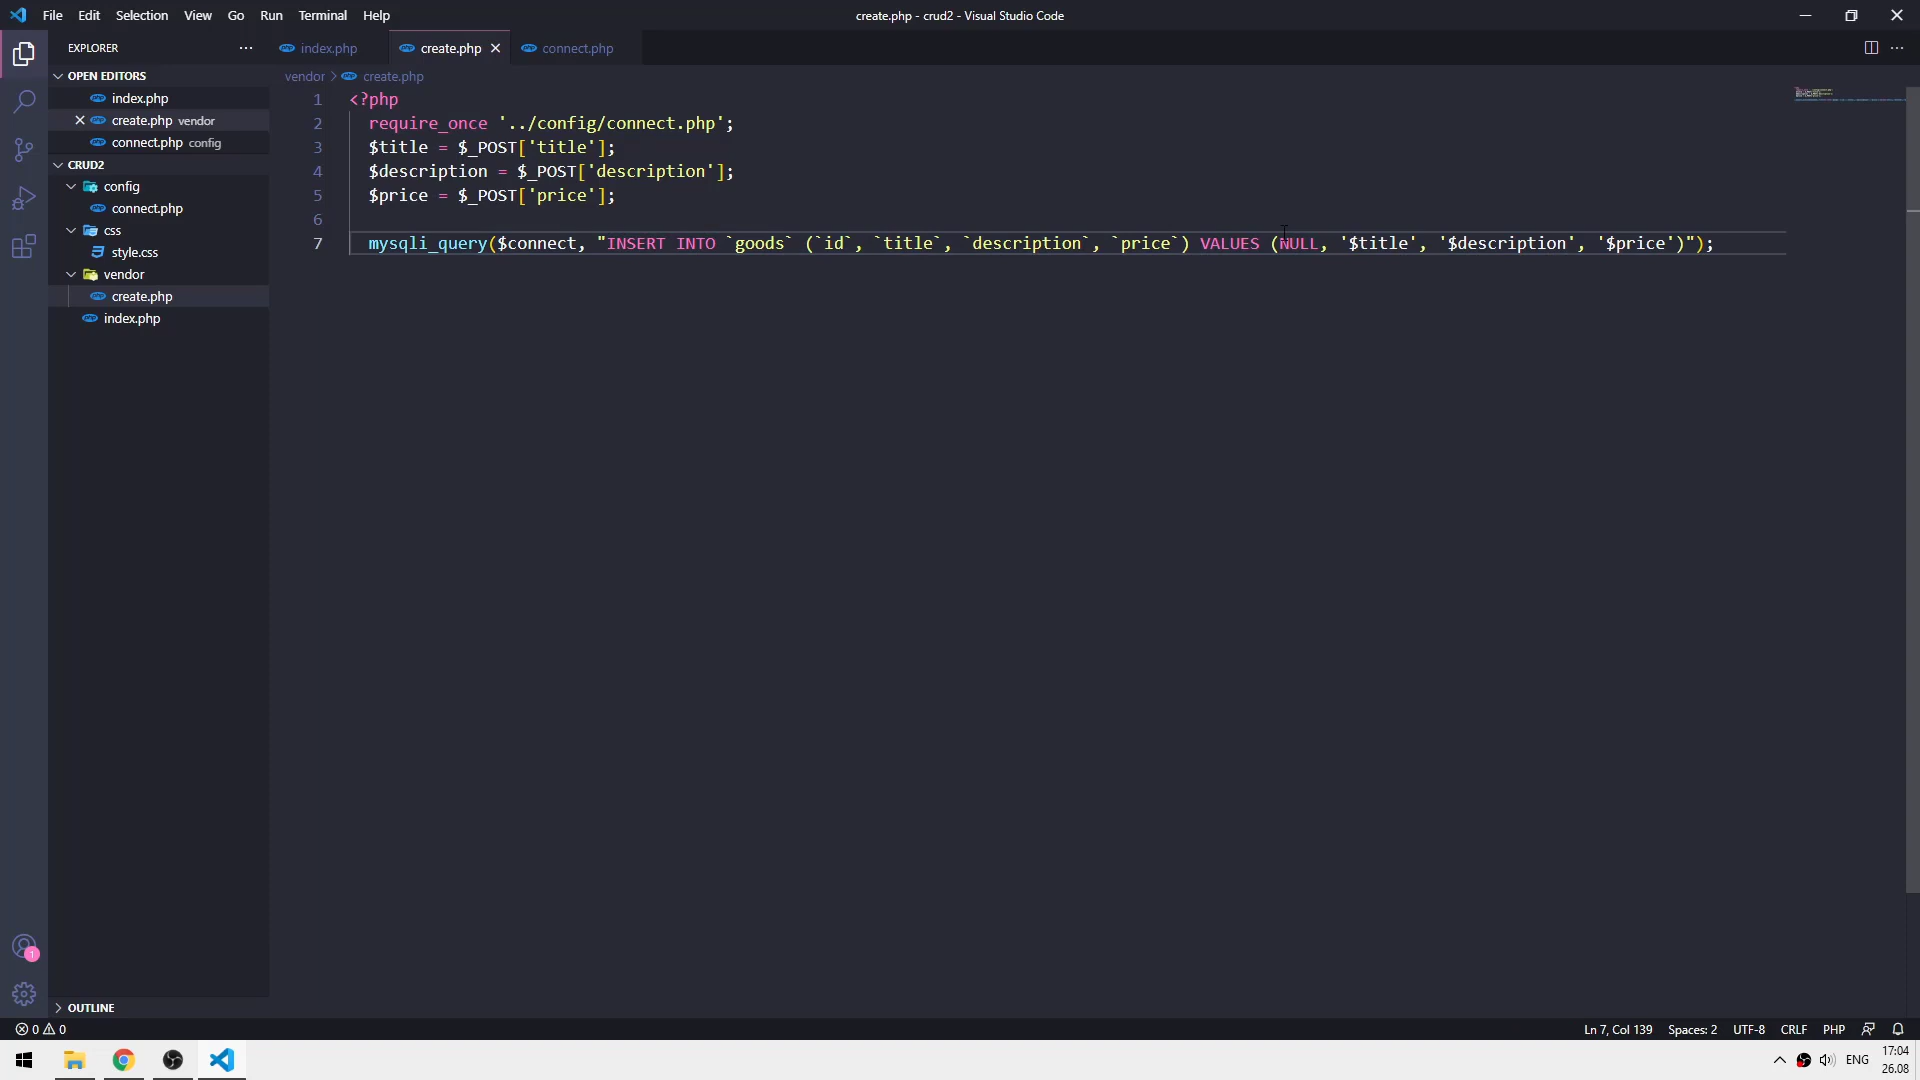 File Edit Selection View Go Run Terminal Help
create.php - crud2 - Visual Studio Code
EXPLORER
index.php
create.php
connect.php
OPEN EDITORS
index.php
create.php vendor
connect.php config
CRUD2
config
connect.php
css
style.css
vendor
create.php
index.php
OUTLINE
vendor > create.php
1 <?php
2 require_once '../config/connect.php';
3 $title = $_POST['title'];
4 $description = $_POST['description'];
5 $price = $_POST['price'];
6
7 mysqli_query($connect, "INSERT INTO `goods` (`id`, `title`, `description`, `price`) VALUES (NULL, '$title', '$description', '$price')");
1
0 0
Ln 7, Col 139 Spaces: 2 UTF-8 CRLF PHP
ENG
17:04
26.08